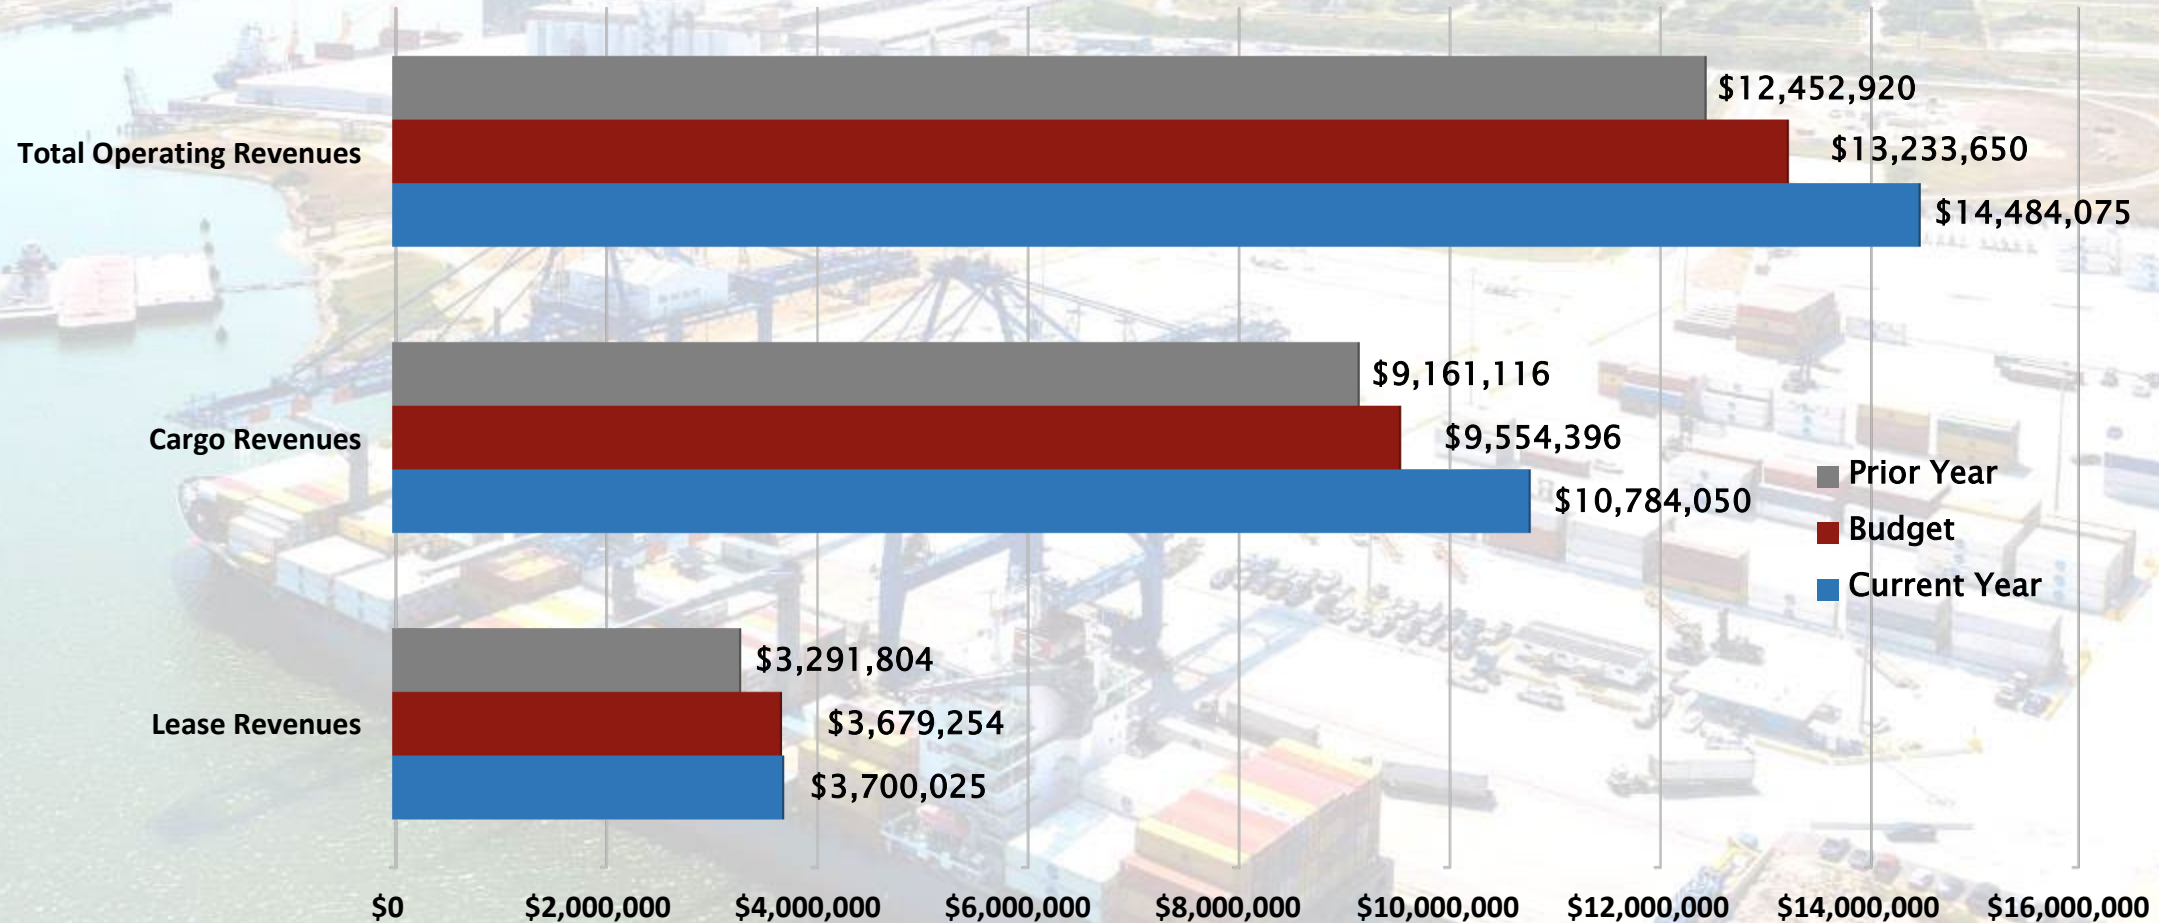 $12,452,920
$13,233,650
Total Operating Revenues
$14,484,075
$9,161,116
$9,554,396
Cargo Revenues
$10,784,050
Prior Year
Budget
Current Year
$3,291,804
$3,679,254
Lease Revenues
$3,700,025
$0 $2,000,000 $4,000,000 $6,000,000 $8,000,000 $10,000,000 $12,000,000 $14,000,000 $16,000,000